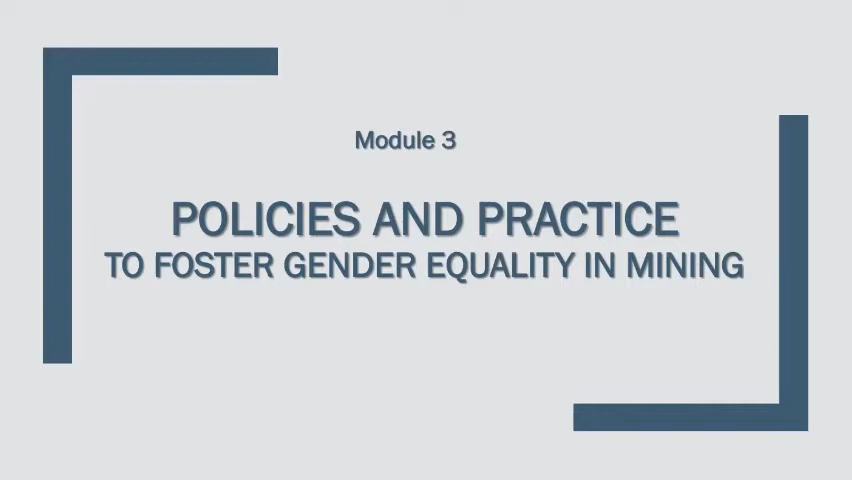 Module 3
POLICIES AND PRACTICE
TO FOSTER GENDER EQUALITY IN MINING